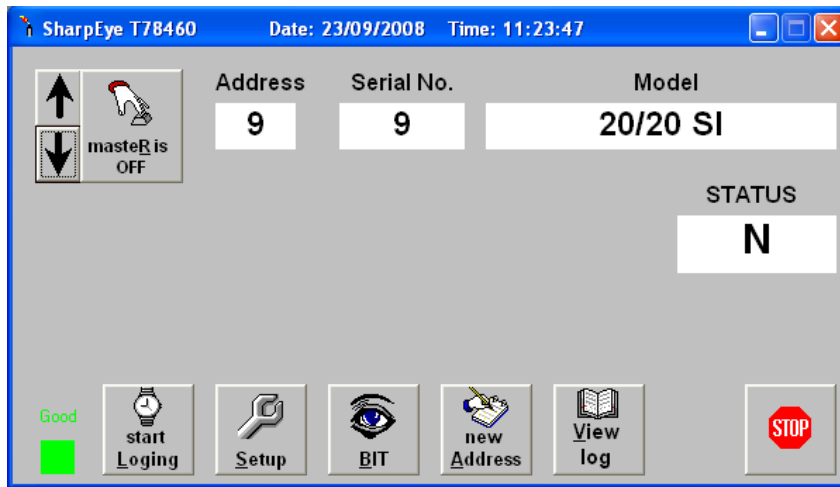 SharpEye T78460 Date: 23/09/2008 Time: 11:23:47
Address Serial No. Model
9 9 20/20 SI
masteR is
OFF
STATUS
N
Good
start
Loging
Setup
BIT
new
Address
View
log
STOP